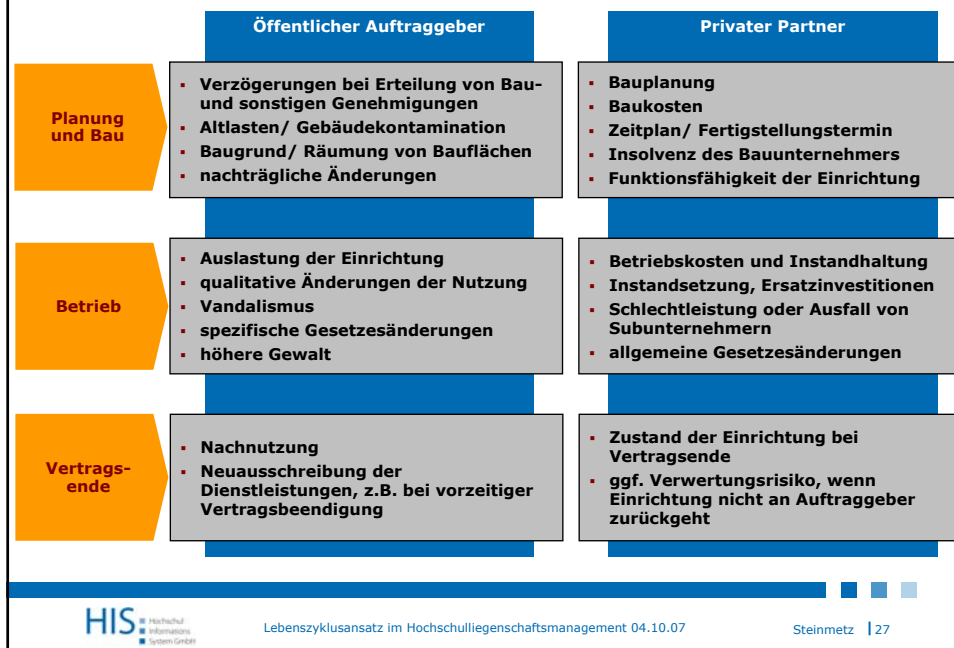 Öffentlicher Auftraggeber
Privater Partner
Planung
und Bau
▪ Verzögerungen bei Erteilung von Bau-
und sonstigen Genehmigungen
▪ Altlasten/ Gebäudekontamination
▪ Baugrund/ Räumung von Bauflächen
▪ nachträgliche Änderungen
▪ Bauplanung
▪ Baukosten
▪ Zeitplan/ Fertigstellungstermin
▪ Insolvenz des Bauunternehmers
▪ Funktionsfähigkeit der Einrichtung
Betrieb
▪ Auslastung der Einrichtung
▪ qualitative Änderungen der Nutzung
▪ Vandalismus
▪ spezifische Gesetzesänderungen
▪ höhere Gewalt
▪ Betriebskosten und Instandhaltung
▪ Instandsetzung, Ersatzinvestitionen
▪ Schlechtleistung oder Ausfall von
Subunternehmern
▪ allgemeine Gesetzesänderungen
Vertrags-
ende
▪ Nachnutzung
▪ Neuausschreibung der
Dienstleistungen, z.B. bei vorzeitiger
Vertragsbeendigung
▪ Zustand der Einrichtung bei
Vertragsende
▪ ggf. Verwertungsrisiko, wenn
Einrichtung nicht an Auftraggeber
zurückgeht
HIS
Hochschul
Informations
System GmbH
Lebenszyklusansatz im Hochschulliegenschaftsmanagement 04.10.07
Steinmetz | 27